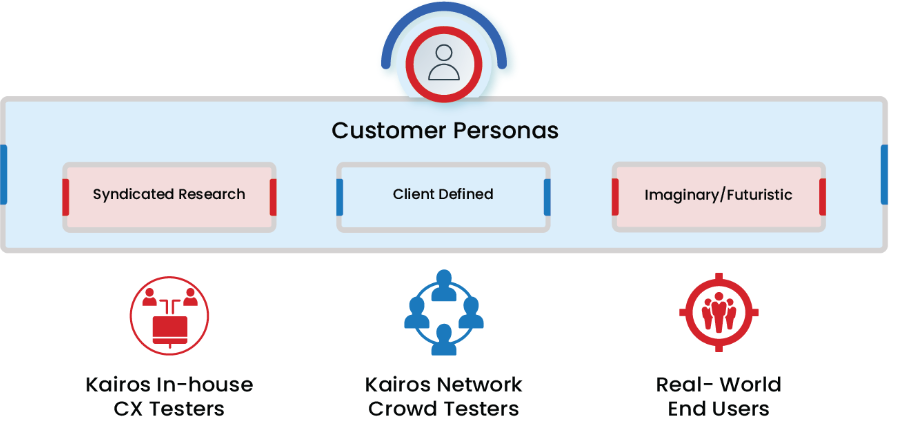 Customer Personas
Syndicated Research
Client Defined
Imaginary/Futuristic
Kairos In-house
CX Testers
Kairos Network
Crowd Testers
Real- World
End Users